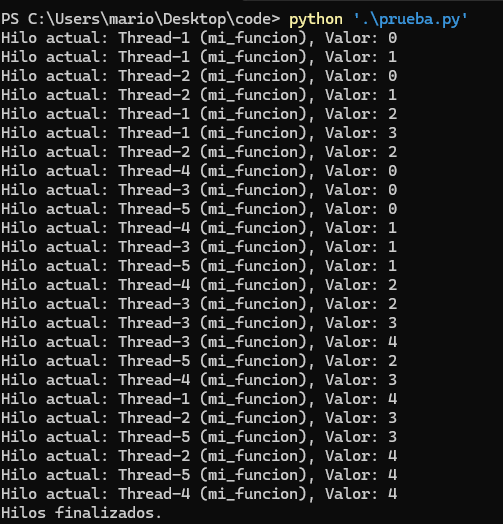 PS C:\Users\mario\Desktop\code> python '.\prueba.py'
Hilo actual: Thread-1 (mi_funcion), Valor: 0
Hilo actual: Thread-1 (mi_funcion), Valor: 1
Hilo actual: Thread-2 (mi_funcion), Valor: 0
Hilo actual: Thread-2 (mi_funcion), Valor: 1
Hilo actual: Thread-1 (mi_funcion), Valor: 2
Hilo actual: Thread-1 (mi_funcion), Valor: 3
Hilo actual: Thread-2 (mi_funcion), Valor: 2
Hilo actual: Thread-4 (mi_funcion), Valor: 0
Hilo actual: Thread-3 (mi_funcion), Valor: 0
Hilo actual: Thread-5 (mi_funcion), Valor: 0
Hilo actual: Thread-4 (mi_funcion), Valor: 1
Hilo actual: Thread-3 (mi_funcion), Valor: 1
Hilo actual: Thread-5 (mi_funcion), Valor: 1
Hilo actual: Thread-4 (mi_funcion), Valor: 2
Hilo actual: Thread-3 (mi_funcion), Valor: 2
Hilo actual: Thread-3 (mi_funcion), Valor: 3
Hilo actual: Thread-3 (mi_funcion), Valor: 4
Hilo actual: Thread-5 (mi_funcion), Valor: 2
Hilo actual: Thread-4 (mi_funcion), Valor: 3
Hilo actual: Thread-1 (mi_funcion), Valor: 4
Hilo actual: Thread-2 (mi_funcion), Valor: 3
Hilo actual: Thread-5 (mi_funcion), Valor: 3
Hilo actual: Thread-2 (mi_funcion), Valor: 4
Hilo actual: Thread-5 (mi_funcion), Valor: 4
Hilo actual: Thread-4 (mi_funcion), Valor: 4
Hilos finalizados.